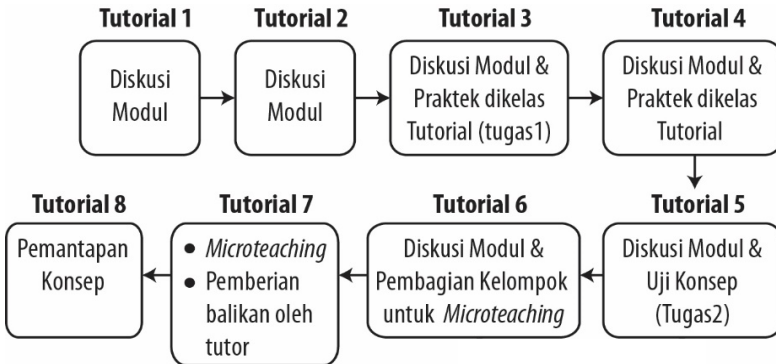 Tutorial 1
Diskusi
Modul
Tutorial 2
Diskusi
Modul
Tutorial 3
Diskusi Modul &
Praktek dikelas
Tutorial (tugas1)
Tutorial 4
Diskusi Modul &
Praktek dikelas
Tutorial
Tutorial 5
Diskusi Modul &
Uji Konsep
(Tugas2)
Tutorial 6
Diskusi Modul &
Pembagian Kelompok
untuk Microteaching
Tutorial 7
• Microteaching
• Pemberian
balikan oleh
tutor
Tutorial 8
Pemantapan
Konsep